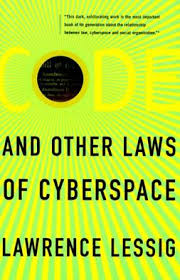 "This dark, exhilarating work is the most important
book of its generation about the relationship
between law, cyberspace and social organization."
CODE
AND OTHER LAWS
OF CYBERSPACE
LAWRENCE LESSIG